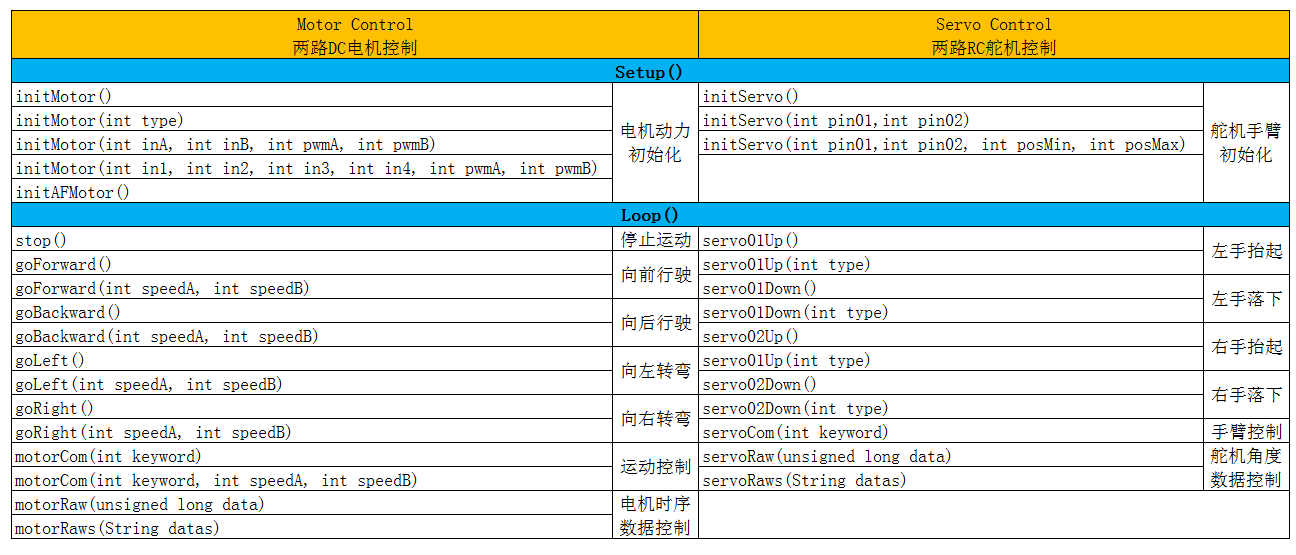 Motor Control
两路DC电机控制
Servo Control
两路RC舵机控制
Setup()
initMotor()
initMotor(int type)
initMotor(int inA, int inB, int pwmA, int pwmB)
initMotor(int in1, int in2, int in3, int in4, int pwmA, int pwmB)
initAFMotor()
电机动力
初始化
initServo()
initServo(int pin01,int pin02)
initServo(int pin01,int pin02, int posMin, int posMax)
舵机手臂
初始化
Loop()
stop()
停止运动
goForward()
goForward(int speedA, int speedB)
向前行驶
goBackward()
goBackward(int speedA, int speedB)
向后行驶
goLeft()
goLeft(int speedA, int speedB)
向左转弯
goRight()
goRight(int speedA, int speedB)
向右转弯
motorCom(int keyword)
motorCom(int keyword, int speedA, int speedB)
运动控制
motorRaw(unsigned long data)
motorRaws(String datas)
电机时序
数据控制
servo01Up()
servo01Up(int type)
左手抬起
servo01Down()
servo01Down(int type)
左手落下
servo02Up()
servo01Up(int type)
右手抬起
servo02Down()
servo02Down(int type)
右手落下
servoCom(int keyword)
手臂控制
servoRaw(unsigned long data)
servoRaws(String datas)
舵机角度
数据控制